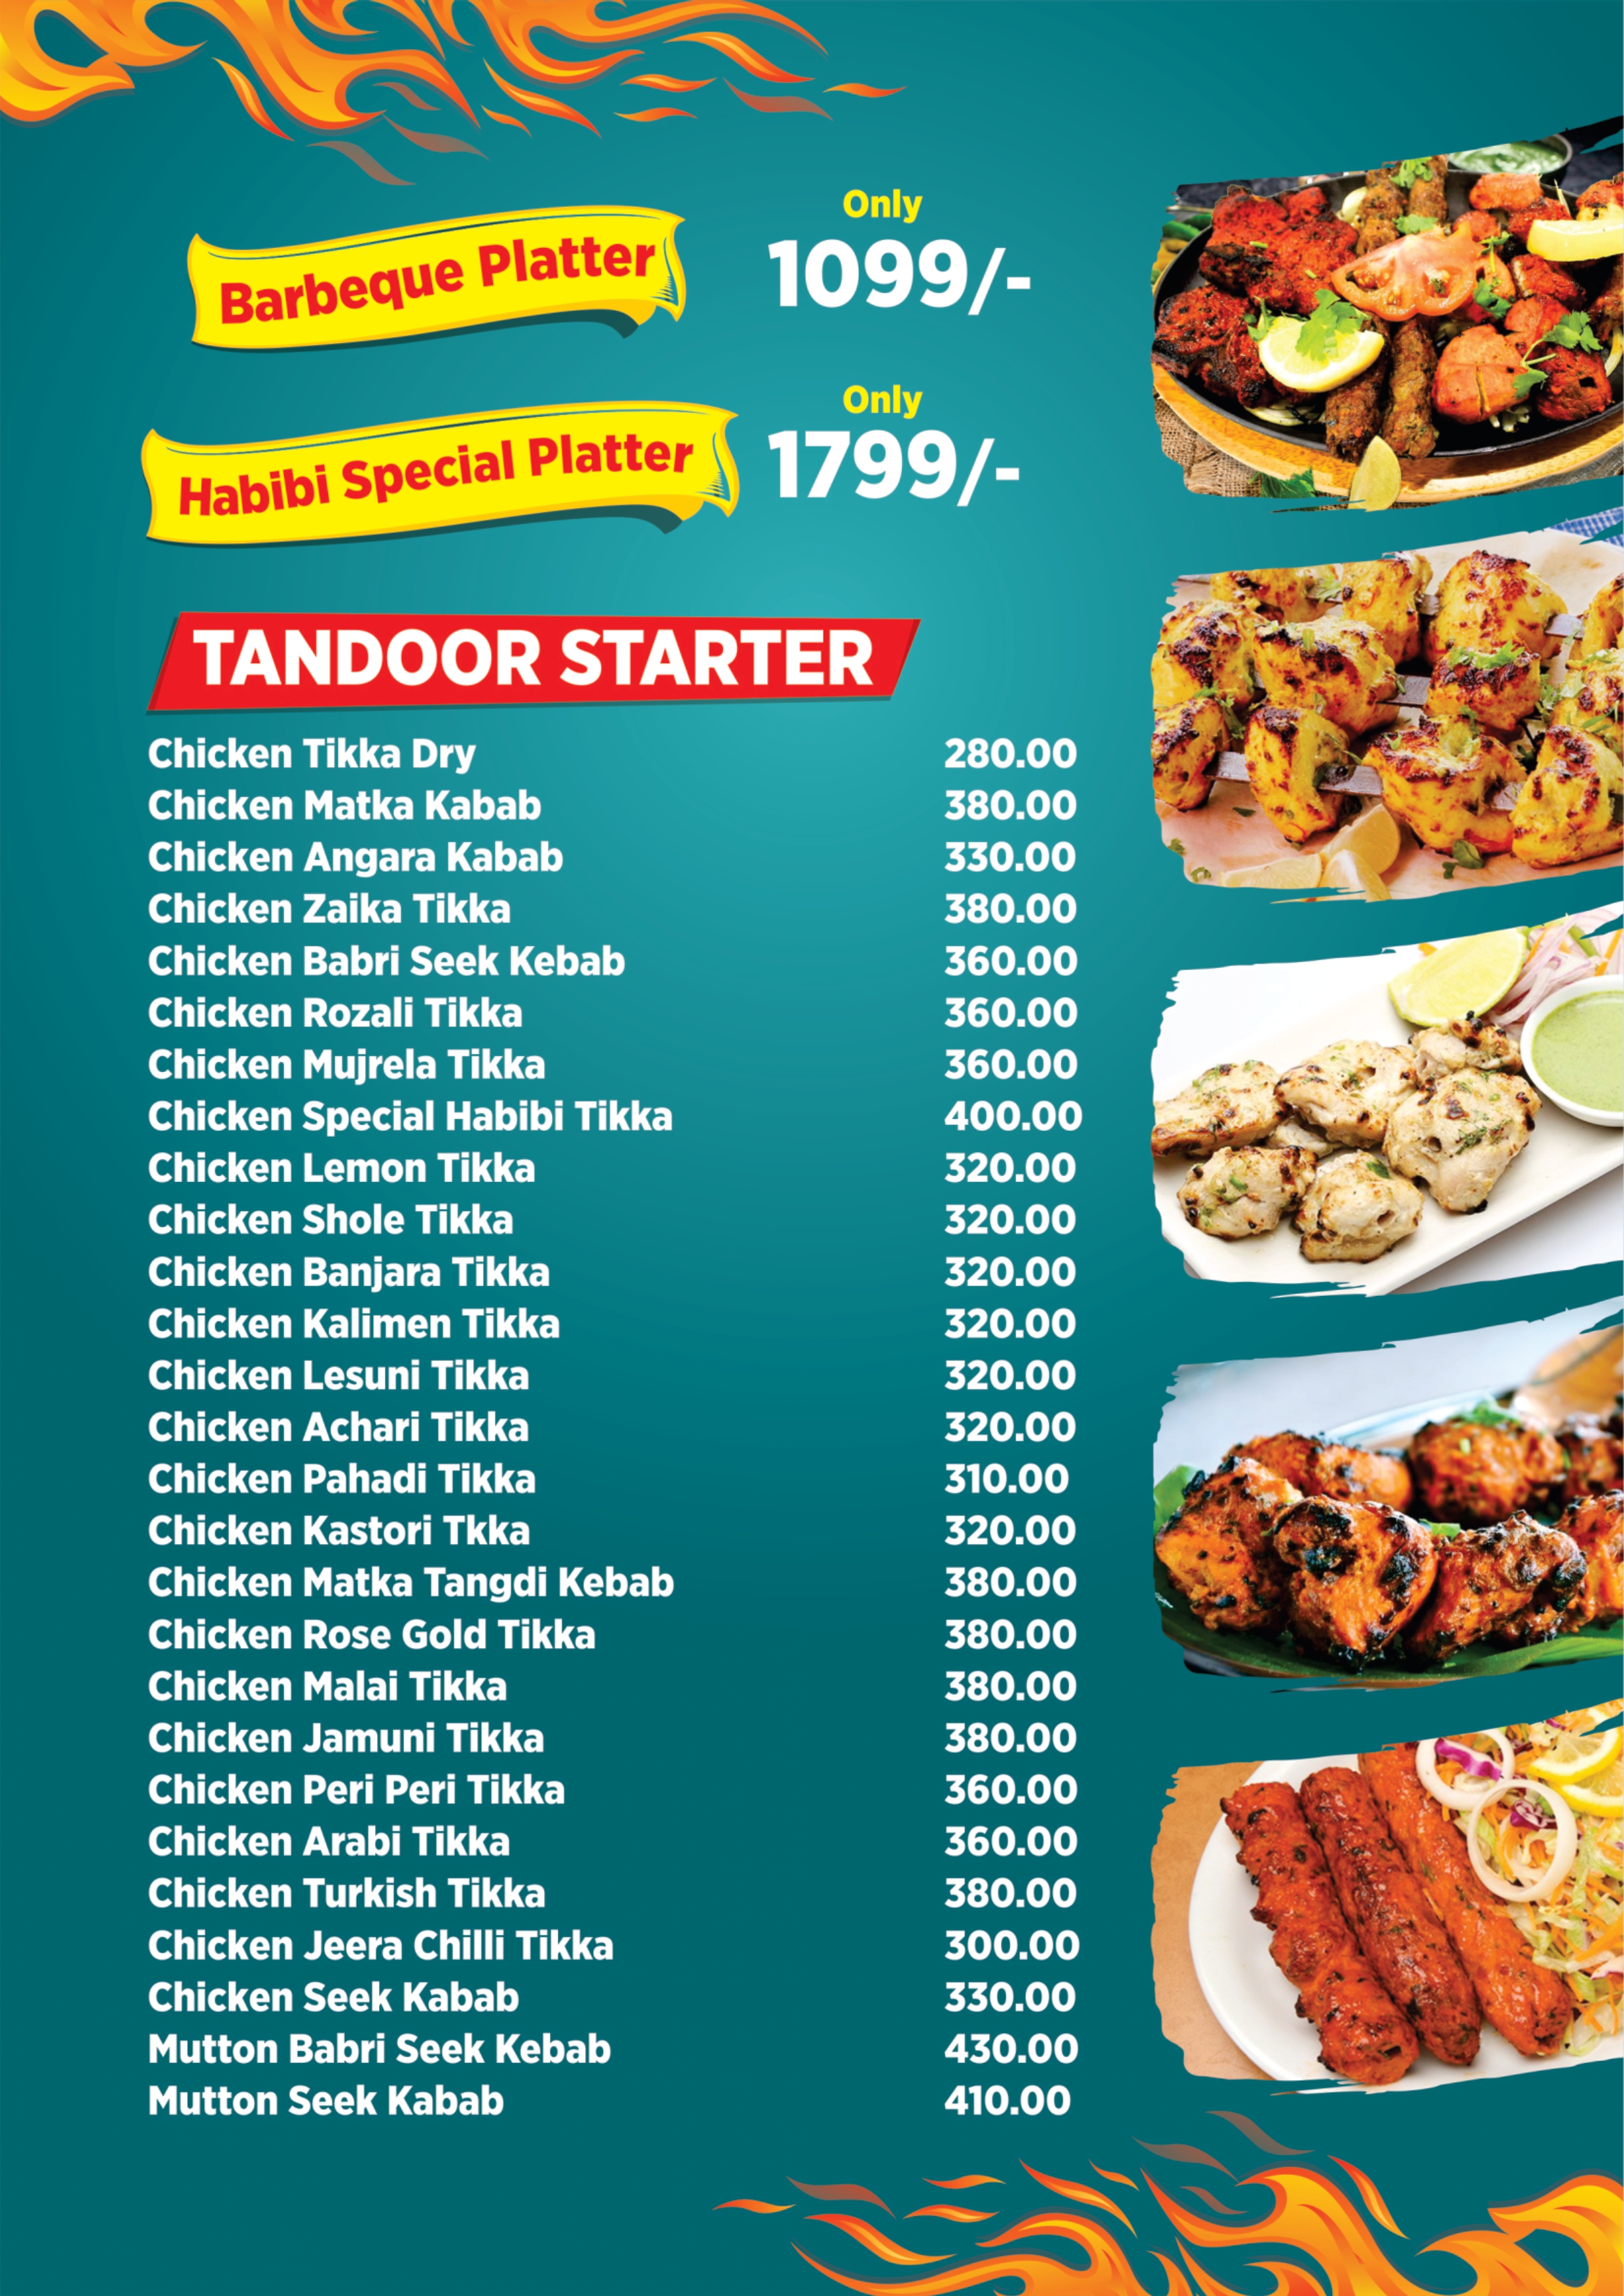 Only
Barbeque Platter 1099/-
Only
Habibi Special Platter 1799/-
TANDOOR STARTER
Chicken Tikka Dry 280.00
Chicken Matka Kabab 380.00
Chicken Angara Kabab 330.00
Chicken Zaika Tikka 380.00
Chicken Babri Seek Kebab 360.00
Chicken Rozali Tikka 360.00
Chicken Mujrela Tikka 360.00
Chicken Special Habibi Tikka 400.00
Chicken Lemon Tikka 320.00
Chicken Shole Tikka 320.00
Chicken Banjara Tikka 320.00
Chicken Kalimen Tikka 320.00
Chicken Lesuni Tikka 320.00
Chicken Achari Tikka 320.00
Chicken Pahadi Tikka 310.00
Chicken Kastori Tkka 320.00
Chicken Matka Tangdi Kebab 380.00
Chicken Rose Gold Tikka 380.00
Chicken Malai Tikka 380.00
Chicken Jamuni Tikka 380.00
Chicken Peri Peri Tikka 360.00
Chicken Arabi Tikka 360.00
Chicken Turkish Tikka 380.00
Chicken Jeera Chilli Tikka 300.00
Chicken Seek Kabab 330.00
Mutton Babri Seek Kebab 430.00
Mutton Seek Kabab 410.00